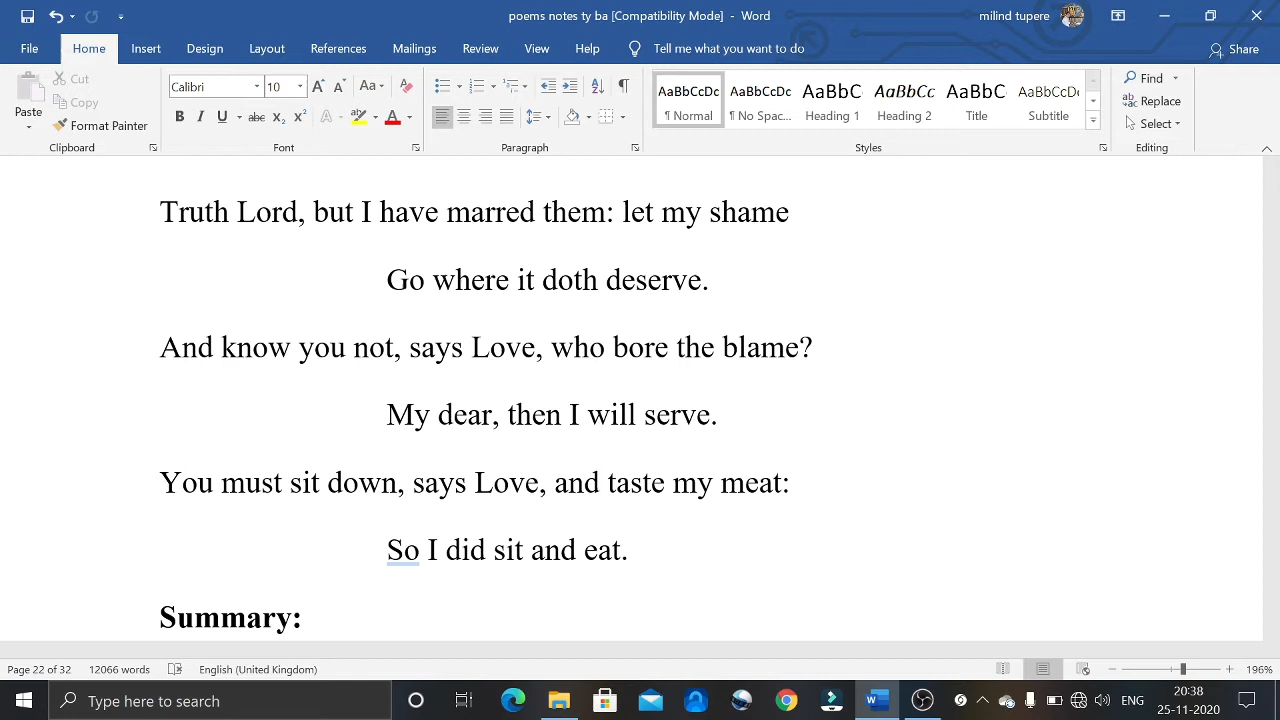 poems notes ty ba [Compatibility Mode] - Word
milind tupere
File Home Insert Design Layout References Mailings Review View Help Tell me what you want to do Share
Paste
Cut
Copy
Format Painter
Clipboard
Calibri 10 Aa
B I U abc X2 X2 A A
Font
Paragraph
AaBbCcDc AaBbCcDc AaBbC AaBbCc AaBbC AaBbCcDc
¶ Normal ¶ No Spac... Heading 1 Heading 2 Title Subtitle
Styles
Find
Replace
Select
Editing
Truth Lord, but I have marred them: let my shame
Go where it doth deserve.
And know you not, says Love, who bore the blame?
My dear, then I will serve.
You must sit down, says Love, and taste my meat:
So I did sit and eat.
Summary:
Page 22 of 32 12066 words English (United Kingdom) 196%
Type here to search
ENG
20:38
25-11-2020